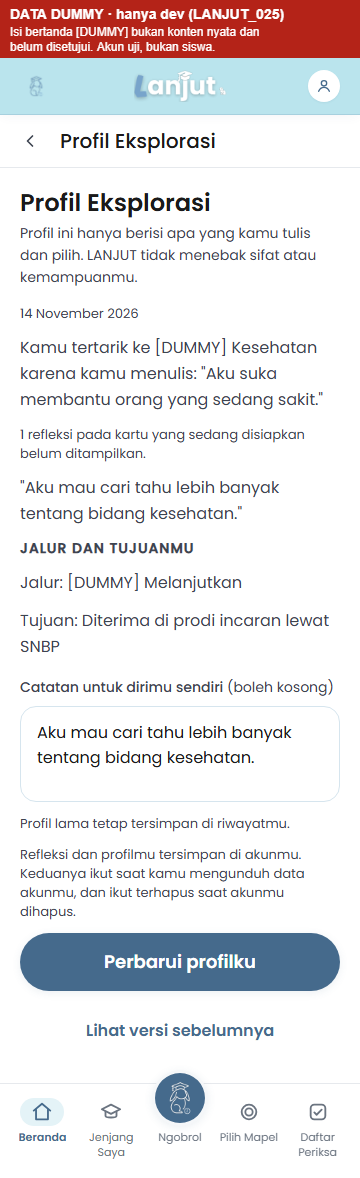 DATA DUMMY - hanya dev (LANJUT_025)
Isi bertanda [DUMMY] bukan konten nyata dan
belum disetujui. Akun uji, bukan siswa.
Lanjut
Profil Eksplorasi
Profil Eksplorasi
Profil ini hanya berisi apa yang kamu tulis
dan pilih. LANJUT tidak menebak sifat atau
kemampuanmu.
14 November 2026
Kamu tertarik ke [DUMMY] Kesehatan
karena kamu menulis: "Aku suka
membantu orang yang sedang sakit."
1 refleksi pada kartu yang sedang disiapkan
belum ditampilkan.
"Aku mau cari tahu lebih banyak
tentang bidang kesehatan."
JALUR DAN TUJUANMU
Jalur: [DUMMY] Melanjutkan
Tujuan: Diterima di prodi incaran lewat
SNBP
Catatan untuk dirimu sendiri (boleh kosong)
Aku mau cari tahu lebih banyak
tentang bidang kesehatan.
Profil lama tetap tersimpan di riwayatmu.
Refleksi dan profilmu tersimpan di akunmu.
Keduanya ikut saat kamu mengunduh data
akunmu, dan ikut terhapus saat akunmu
dihapus.
Perbarui profilku
Lihat versi sebelumnya
Beranda
Jenjang
Saya
Ngobrol
Pilih Mapel
Daftar
Periksa